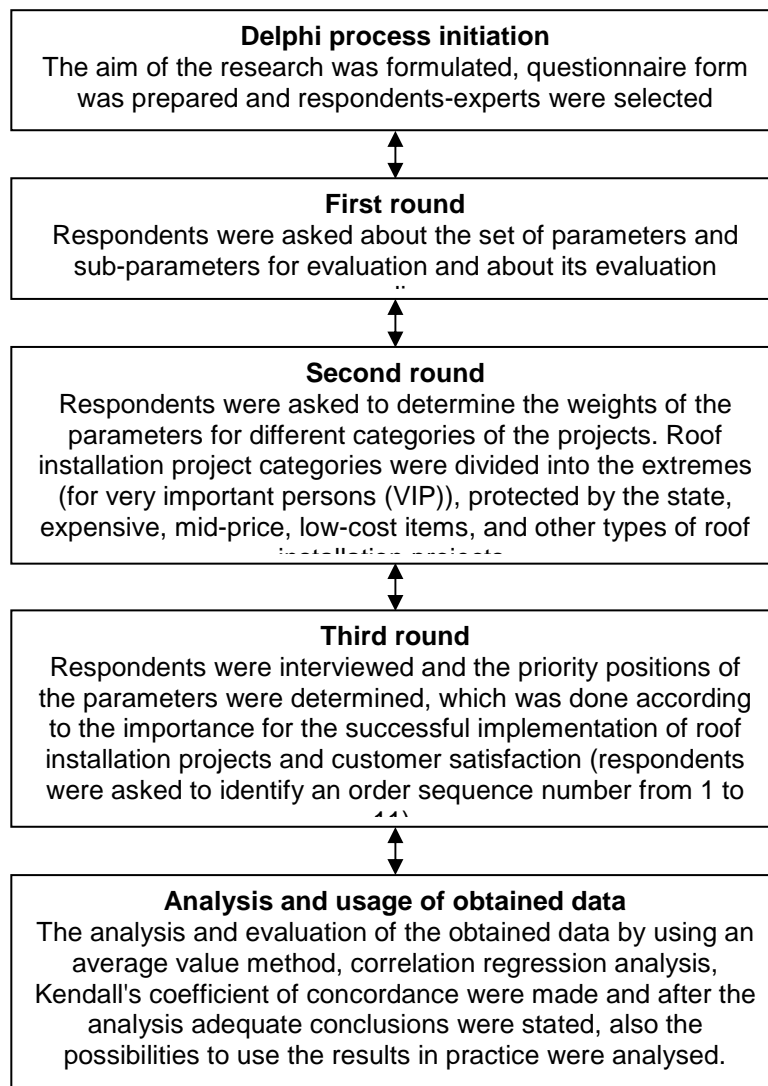 Delphi process initiation
The aim of the research was formulated, questionnaire form
was prepared and respondents-experts were selected
First round
Respondents were asked about the set of parameters and
sub-parameters for evaluation and about its evaluation
Second round
Respondents were asked to determine the weights of the
parameters for different categories of the projects. Roof
installation project categories were divided into the extremes
(for very important persons (VIP)), protected by the state,
expensive, mid-price, low-cost items, and other types of roof
installation projects
Third round
Respondents were interviewed and the priority positions of
the parameters were determined, which was done according
to the importance for the successful implementation of roof
installation projects and customer satisfaction (respondents
were asked to identify an order sequence number from 1 to
11)
Analysis and usage of obtained data
The analysis and evaluation of the obtained data by using an
average value method, correlation regression analysis,
Kendall's coefficient of concordance were made and after the
analysis adequate conclusions were stated, also the
possibilities to use the results in practice were analysed.